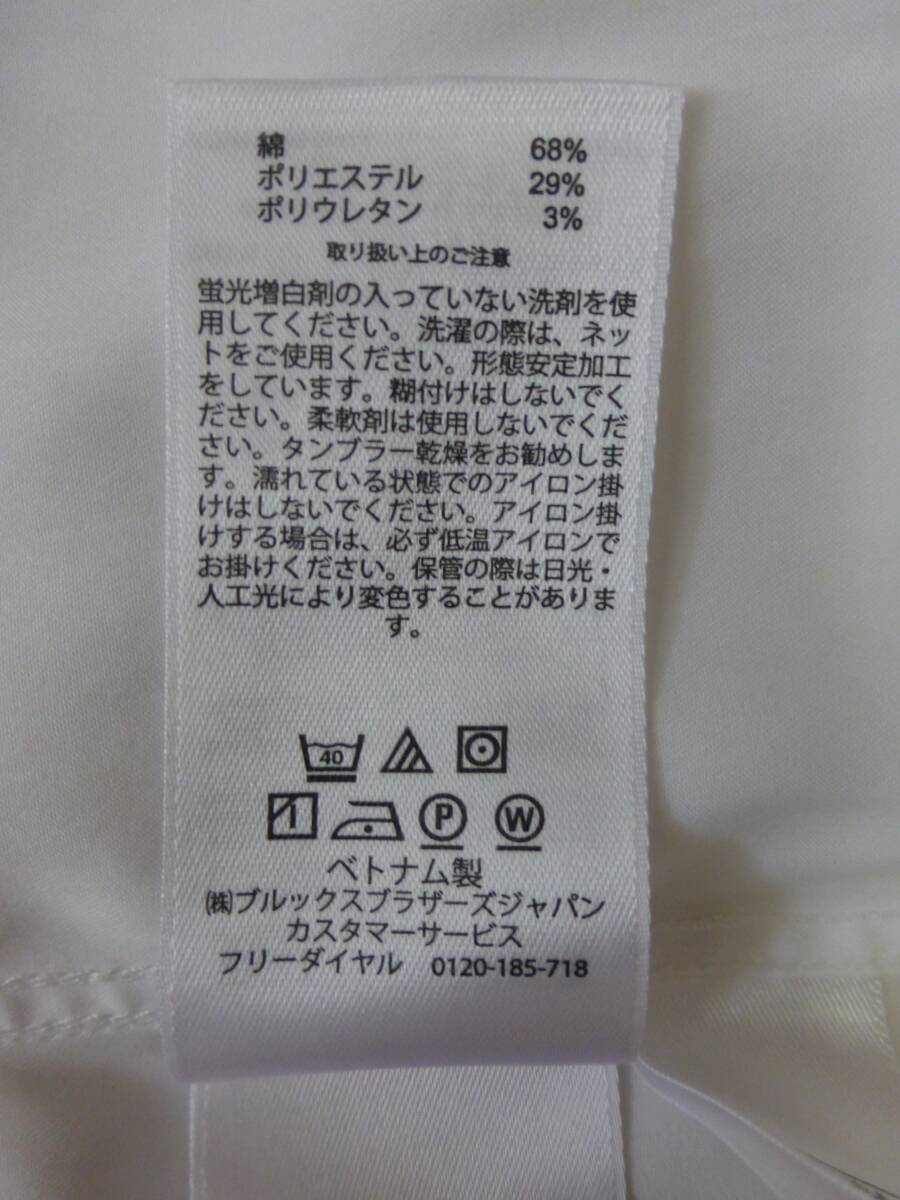 綿 68%
ポリエステル 29%
ポリウレタン 3%
取り扱い上のご注意
蛍光増白剤の入っていない洗剤を使
用してください。洗濯の際は、ネッ
トをご使用ください。形態安定加工
をしています。糊付けはしないでく
ださい。柔軟剤は使用しないでくだ
さい。タンブラー乾燥をお勧めしま
す。濡れている状態でのアイロン掛
けはしないでください。アイロン掛
けする場合は、必ず低温アイロンで
お掛けください。保管の際は日光・
人工光により変色することがありま
す。
40
P W
ベトナム製
㈱ブルックスブラザーズジャパン
カスタマーサービス
フリーダイヤル 0120-185-718